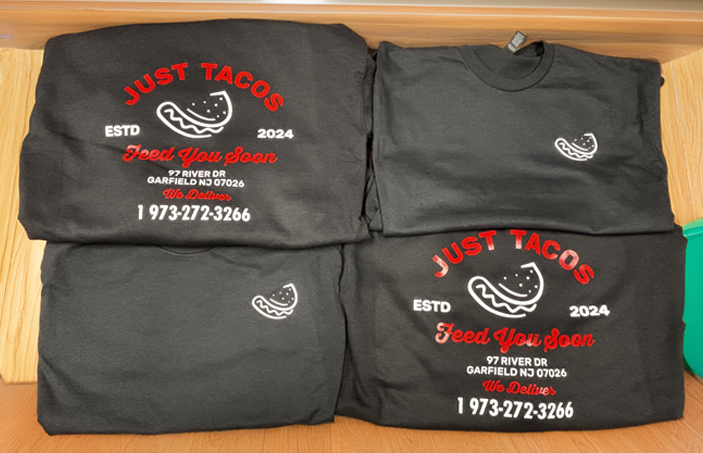 JUST TACOS
ESTD 2024
Feed You Soon
97 RIVER DR
GARFIELD NJ 07026
We Deliver
1 973-272-3266
JUST TACOS
ESTD 2024
Feed You Soon
97 RIVER DR
GARFIELD NJ 07026
We Deliver
1 973-272-3266